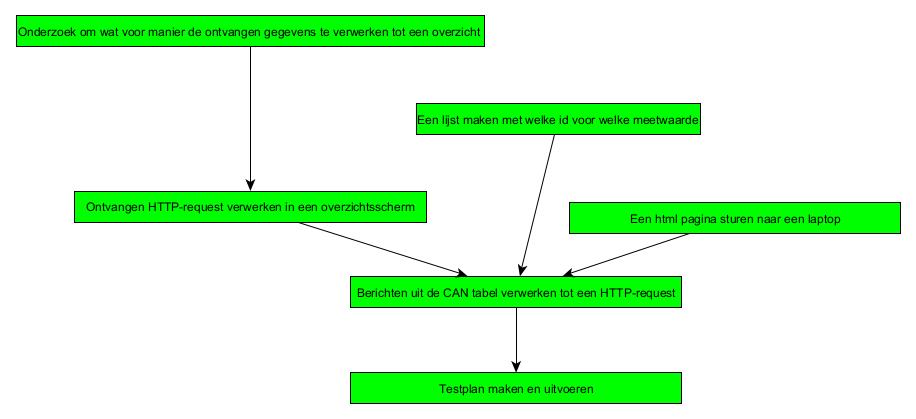 Onderzoek om wat voor manier de ontvangen gegevens te verwerken tot een overzicht
Een lijst maken met welke id voor welke meetwaarde
Ontvangen HTTP-request verwerken in een overzichtsscherm
Een html pagina sturen naar een laptop
Berichten uit de CAN tabel verwerken tot een HTTP-request
Testplan maken en uitvoeren